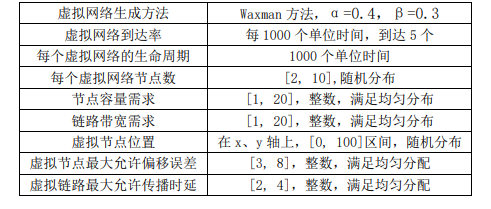 虚拟网络生成方法 Waxman 方法，α=0.4，β=0.3
虚拟网络到达率 每 1000 个单位时间，到达 5 个
每个虚拟网络的生命周期 1000 个单位时间
每个虚拟网络节点数 [2, 10],随机分布
节点容量需求 [1, 20]，整数，满足均匀分布
链路带宽需求 [1, 20]，整数，满足均匀分布
虚拟节点位置 在 x、y 轴上，[0, 100]区间，随机分布
虚拟节点最大允许偏移误差 [3, 8]，整数，满足均匀分配
虚拟链路最大允许传播时延 [2, 4]，整数，满足均匀分配